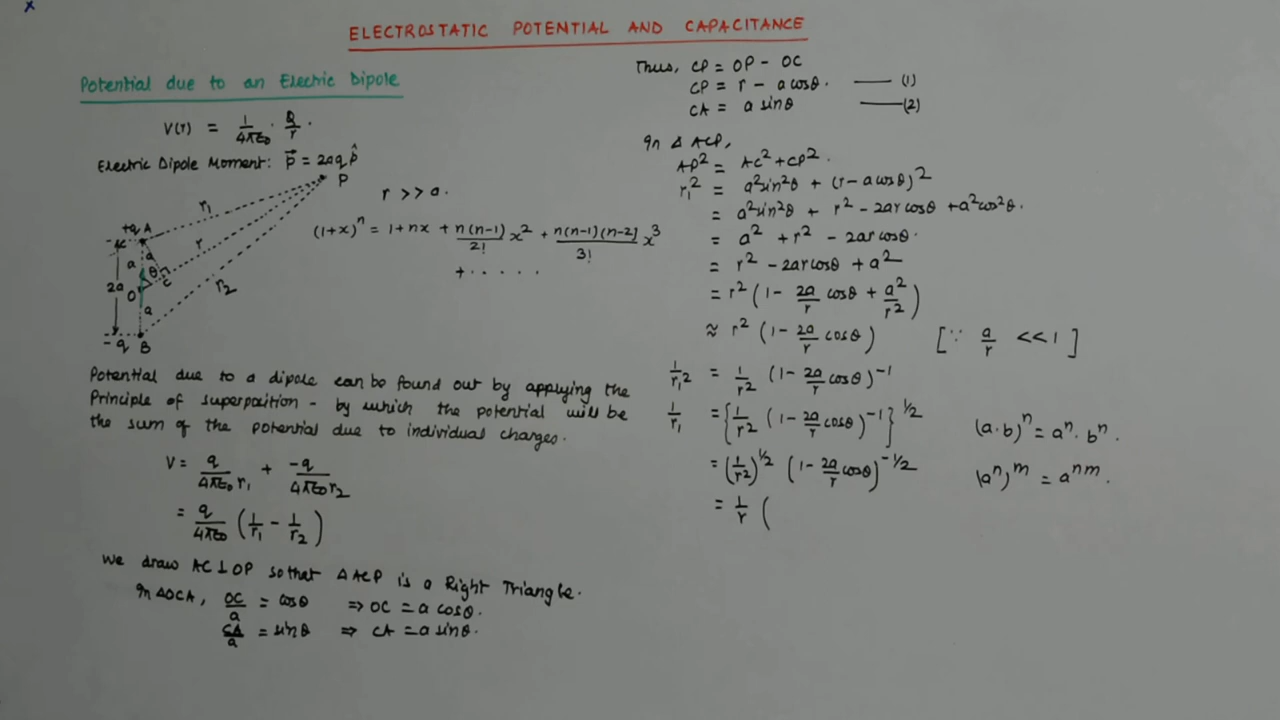 x
ELECTROSTATIC POTENTIAL AND CAPACITANCE
Potential due to an Electric Dipole
V(r) = 1/4πε0 · Q/r ·
Electric Dipole Moment: p⃗ = 2aq p̂
P
r >> a.
r1
+q A
r
(1+x)^n = 1+nx + n(n-1)/2! x² + n(n-1)(n-2)/3! x³
+ · · · · · ·
a
a
θ
C
2a
O
r2
a
-q B
Potential due to a dipole can be found out by applying the
Principle of superposition - by which the potential will be
the sum of the potential due to individual charges.
V = q/4πε0 r1 + -q/4πε0 r2
= q/4πε0 (1/r1 - 1/r2)
We draw AC⊥OP so that ΔACP is a Right Triangle.
In ΔOCA, OC/a = cosθ ⇒ OC = a cosθ.
CA/a = sinθ ⇒ CA = a sinθ.
Thus, CP = OP - OC
CP = r - a cosθ. —— (1)
CA = a sinθ —— (2)
In Δ ACP,
AP² = AC² + CP².
r1² = a²sin²θ + (r - a cosθ)²
= a²sin²θ + r² - 2ar cosθ + a²cos²θ.
= a² + r² - 2ar cosθ.
= r² - 2ar cosθ + a²
= r² (1 - 2a/r cosθ + a²/r²)
≈ r² (1 - 2a/r cosθ) [∵ a/r << 1]
1/r1² = 1/r² (1 - 2a/r cosθ)^-1
1/r1 = {1/r² (1 - 2a/r cosθ)^-1}^1/2 (a·b)^n = a^n · b^n.
= (1/r²)^1/2 (1 - 2a/r cosθ)^-1/2 (a^n)^m = a^nm.
= 1/r (